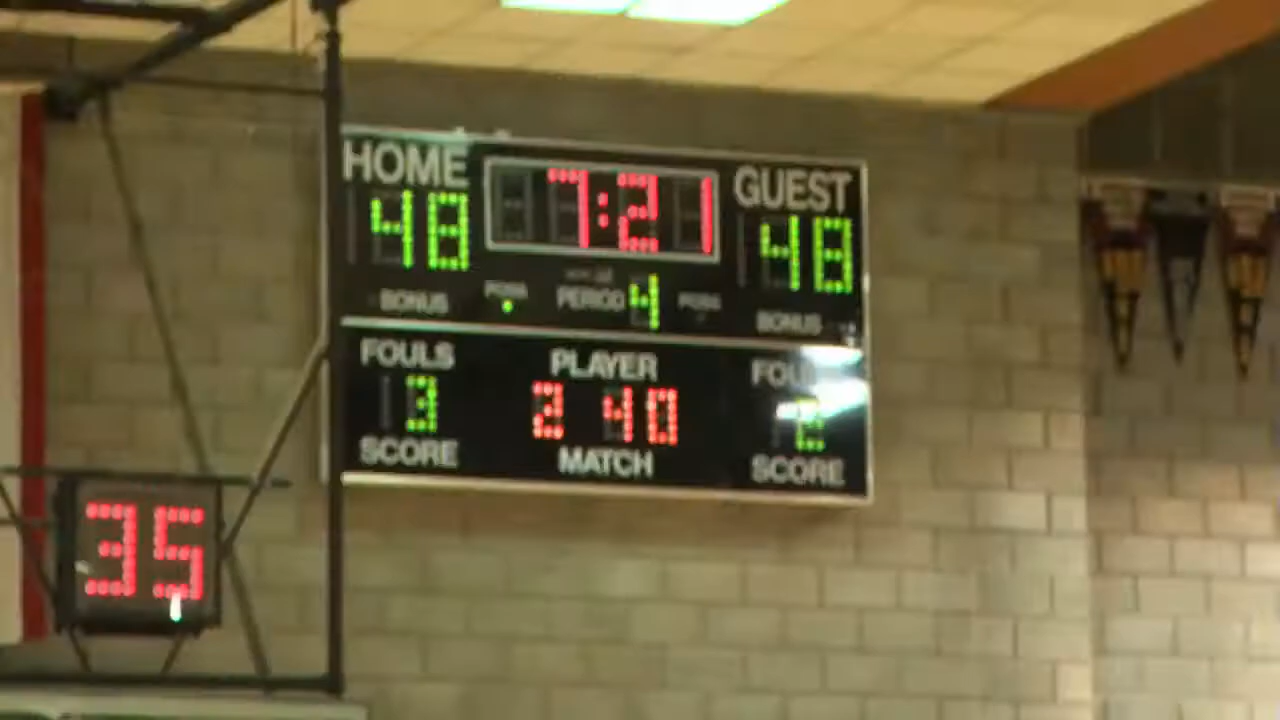 HOME 7:21 GUEST
48 48
BONUS POSS PERIOD 4 POSS BONUS
FOULS PLAYER
3 2 40
SCORE MATCH SCORE
35